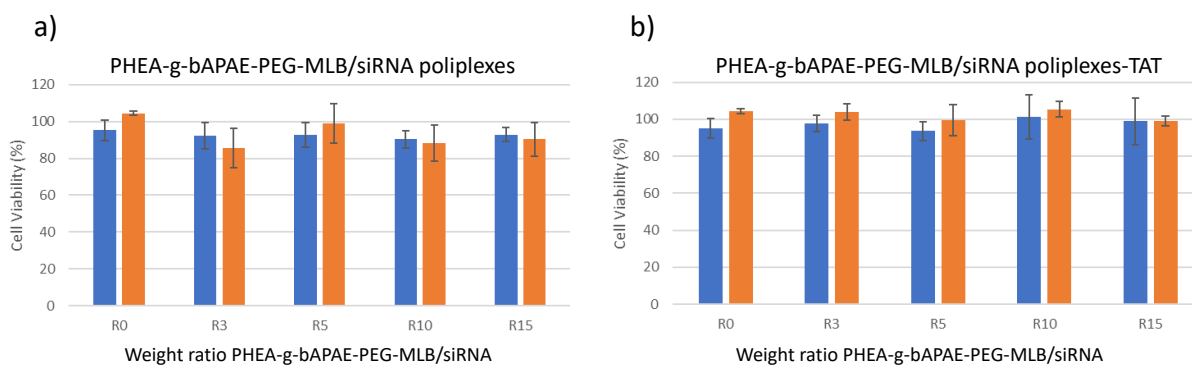 a)
PHEA-g-bAPAE-PEG-MLB/siRNA poliplexes
120
100
80
60
40
20
0
Cell Viability (%)
R0 R3 R5 R10 R15
Weight ratio PHEA-g-bAPAE-PEG-MLB/siRNA
b)
PHEA-g-bAPAE-PEG-MLB/siRNA poliplexes-TAT
120
100
80
60
40
20
0
Cell Viability (%)
R0 R3 R5 R10 R15
Weight ratio PHEA-g-bAPAE-PEG-MLB/siRNA